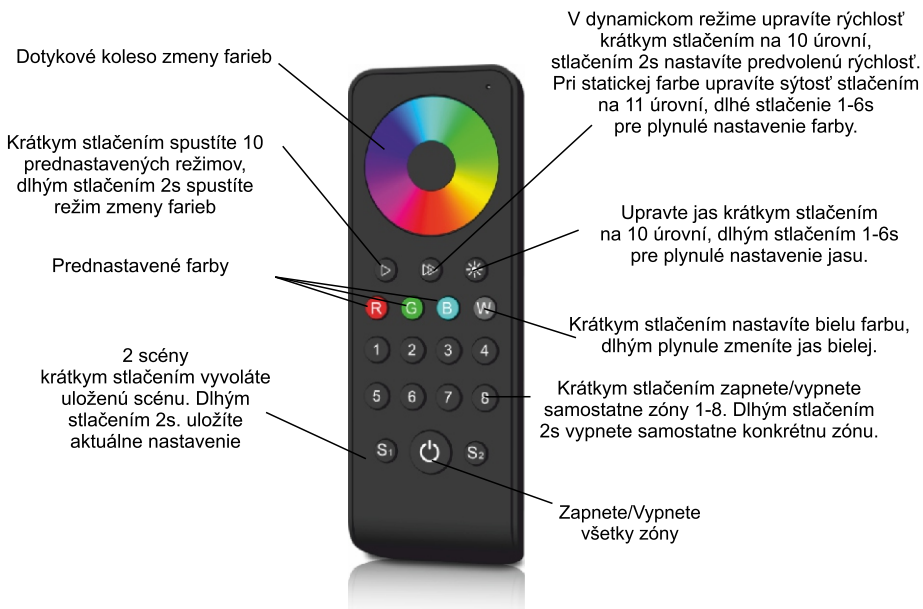 V dynamickom režime upravíte rýchlosť
krátkym stlačením na 10 úrovní,
stlačením 2s nastavíte predvolenú rýchlosť.
Pri statickej farbe upravíte sýtosť stlačením
na 11 úrovní, dlhé stlačenie 1-6s
pre plynulé nastavenie farby.
Dotykové koleso zmeny farieb
Krátkym stlačením spustíte 10
prednastavených režimov,
dlhým stlačením 2s spustíte
režim zmeny farieb
Upravte jas krátkym stlačením
na 10 úrovní, dlhým stlačením 1-6s
pre plynulé nastavenie jasu.
Prednastavené farby
R G B W
Krátkym stlačením nastavíte bielu farbu,
dlhým plynule zmeníte jas bielej.
1 2 3 4
2 scény
krátkym stlačením vyvoláte
uloženú scénu. Dlhým
stlačením 2s. uložíte
aktuálne nastavenie
5 6 7 8
Krátkym stlačením zapnete/vypnete
samostatne zóny 1-8. Dlhým stlačením
2s vypnete samostatne konkrétnu zónu.
S1 S2
Zapnete/Vypnete
všetky zóny